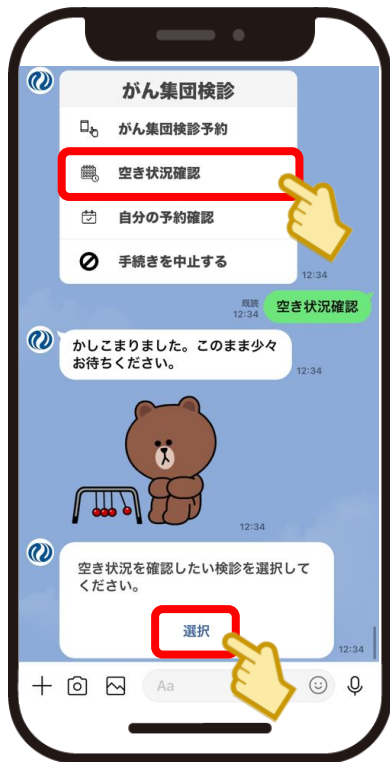 がん集団検診
がん集団検診予約
空き状況確認
自分の予約確認
手続きを中止する
12:34
既読
12:34
空き状況確認
かしこまりました。このまま少々
お待ちください。
12:34
12:34
空き状況を確認したい検診を選択して
ください。
選択
12:34
Aa